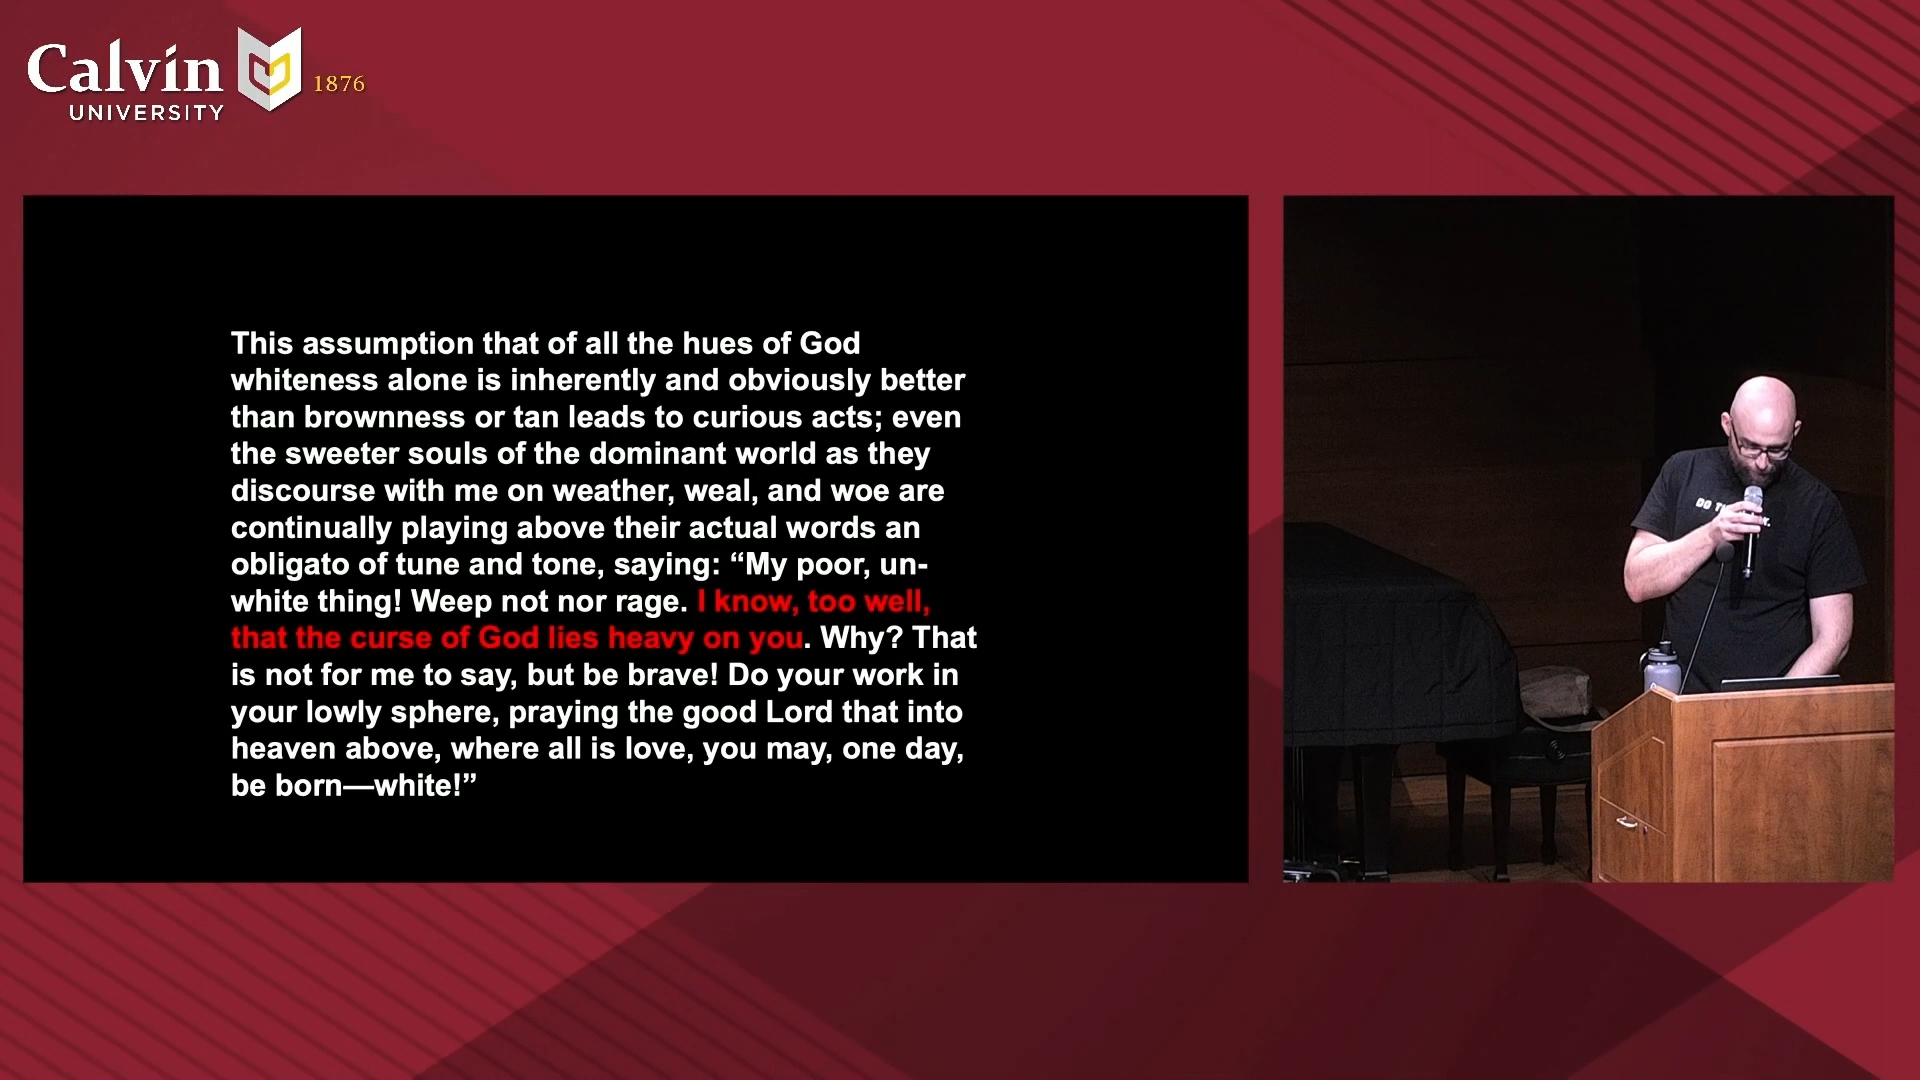 Calvin
UNIVERSITY
1876
This assumption that of all the hues of God
whiteness alone is inherently and obviously better
than brownness or tan leads to curious acts; even
the sweeter souls of the dominant world as they
discourse with me on weather, weal, and woe are
continually playing above their actual words an
obligato of tune and tone, saying: “My poor, un-
white thing! Weep not nor rage. I know, too well,
that the curse of God lies heavy on you. Why? That
is not for me to say, but be brave! Do your work in
your lowly sphere, praying the good Lord that into
heaven above, where all is love, you may, one day,
be born—white!”
DO